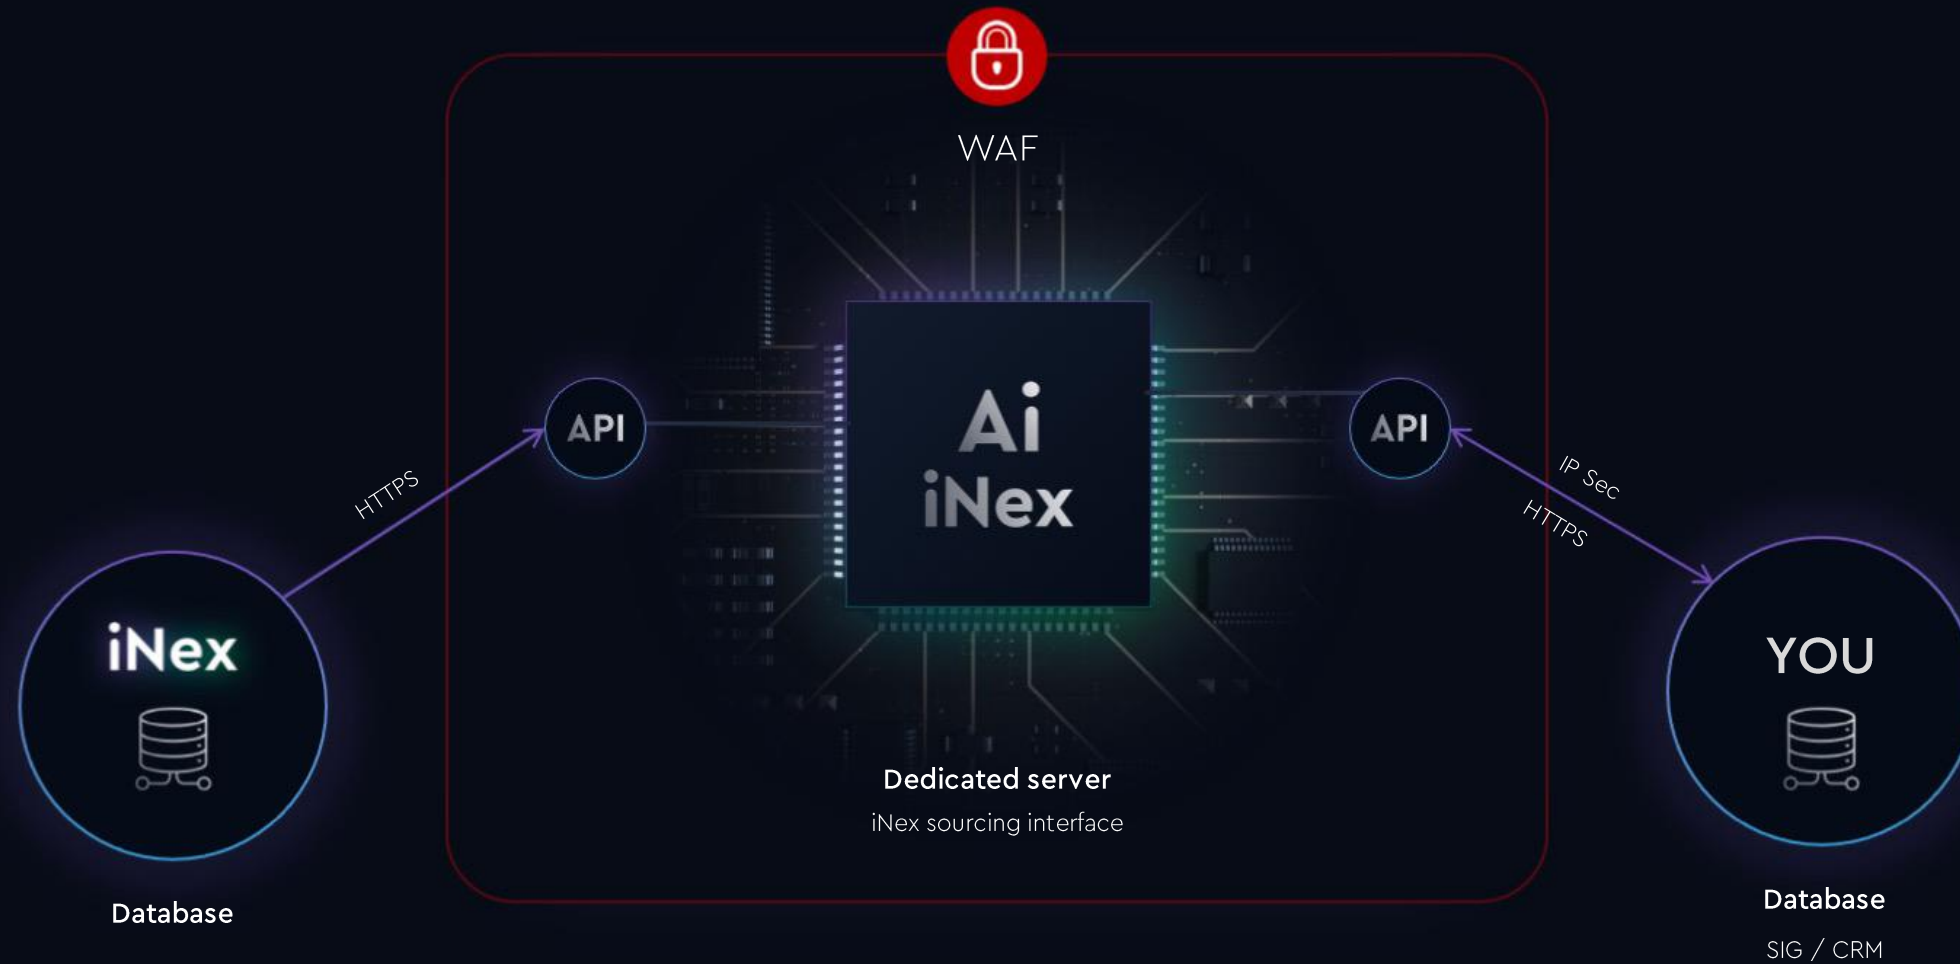 WAF
Ai
iNex
API
API
HTTPS
IP Sec
HTTPS
iNex
YOU
Dedicated server
iNex sourcing interface
Database
Database
SIG / CRM